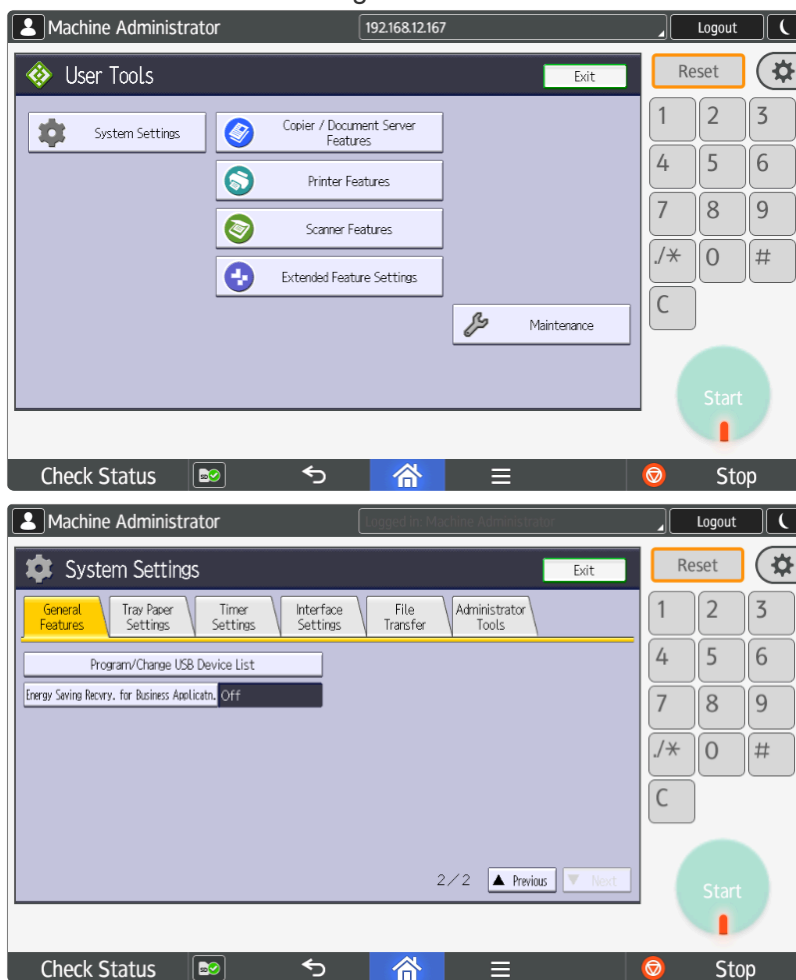 Machine Administrator
192.168.12.167
Logout
User Tools
Exit
Reset
System Settings
Copier / Document Server
Features
Printer Features
Scanner Features
Extended Feature Settings
Maintenance
1
2
3
4
5
6
7
8
9
./*
0
#
C
Start
Check Status
Stop
Machine Administrator
Logged in: Machine Administrator
Logout
System Settings
Exit
Reset
General
Features
Tray Paper
Settings
Timer
Settings
Interface
Settings
File
Transfer
Administrator
Tools
Program/Change USB Device List
Energy Saving Recvry. for Business Applicatn.
Off
2/2
▲ Previous
▼ Next
1
2
3
4
5
6
7
8
9
./*
0
#
C
Start
Check Status
Stop